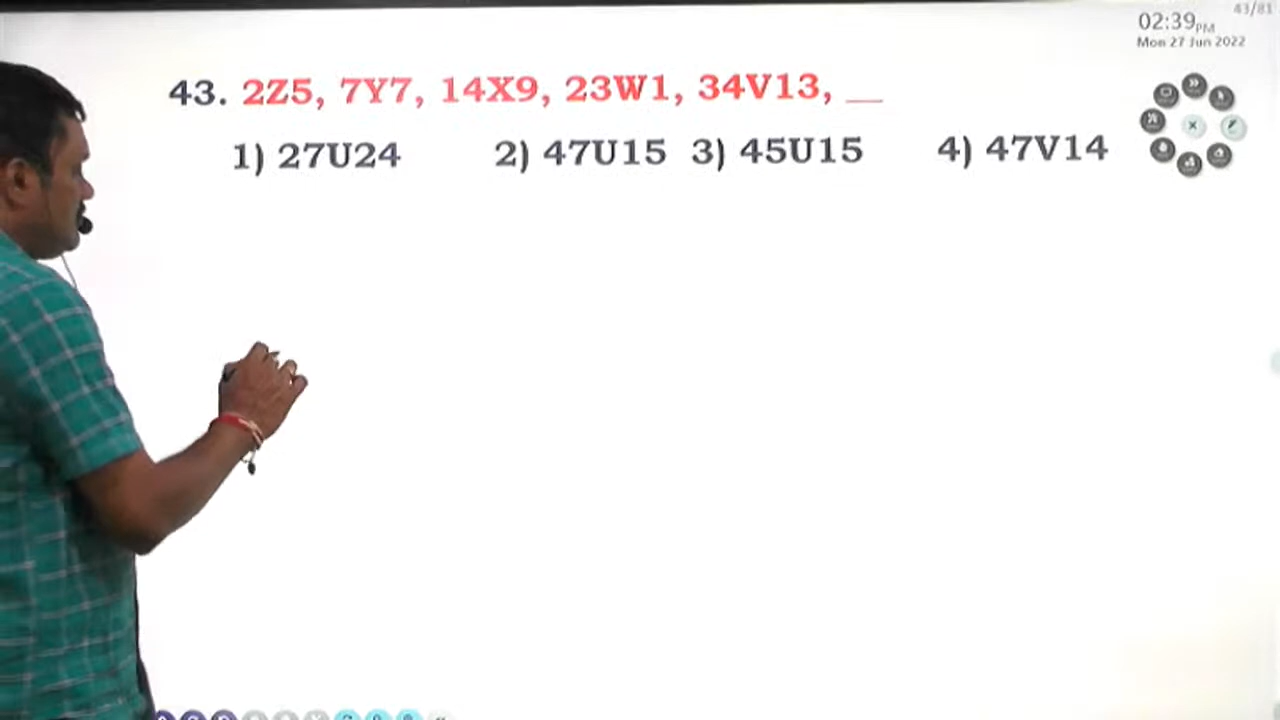 43/81
02:39PM
Mon 27 Jun 2022
43. 2Z5, 7Y7, 14X9, 23W1, 34V13, __
1) 27U24 2) 47U15 3) 45U15 4) 47V14